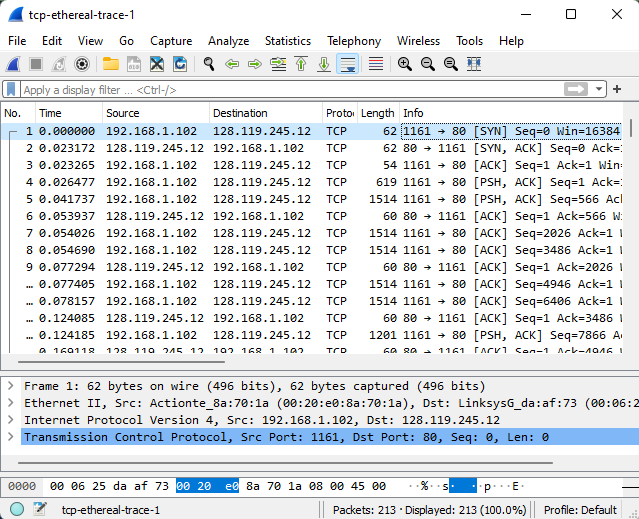 tcp-ethereal-trace-1
File Edit View Go Capture Analyze Statistics Telephony Wireless Tools Help
Apply a display filter ... <Ctrl-/>
No. Time Source Destination Protoc Length Info
1 0.000000 192.168.1.102 128.119.245.12 TCP 62 1161 → 80 [SYN] Seq=0 Win=16384
2 0.023172 128.119.245.12 192.168.1.102 TCP 62 80 → 1161 [SYN, ACK] Seq=0 Ack=
3 0.023265 192.168.1.102 128.119.245.12 TCP 54 1161 → 80 [ACK] Seq=1 Ack=1 Win=
4 0.026477 192.168.1.102 128.119.245.12 TCP 619 1161 → 80 [PSH, ACK] Seq=1 Ack=1
5 0.041737 192.168.1.102 128.119.245.12 TCP 1514 1161 → 80 [PSH, ACK] Seq=566 Ack
6 0.053937 128.119.245.12 192.168.1.102 TCP 60 80 → 1161 [ACK] Seq=1 Ack=566 Wi
7 0.054026 192.168.1.102 128.119.245.12 TCP 1514 1161 → 80 [ACK] Seq=2026 Ack=1 W
8 0.054690 192.168.1.102 128.119.245.12 TCP 1514 1161 → 80 [ACK] Seq=3486 Ack=1 W
9 0.077294 128.119.245.12 192.168.1.102 TCP 60 80 → 1161 [ACK] Seq=1 Ack=2026 W
… 0.077405 192.168.1.102 128.119.245.12 TCP 1514 1161 → 80 [ACK] Seq=4946 Ack=1 W
… 0.078157 192.168.1.102 128.119.245.12 TCP 1514 1161 → 80 [ACK] Seq=6406 Ack=1 W
… 0.124085 128.119.245.12 192.168.1.102 TCP 60 80 → 1161 [ACK] Seq=1 Ack=3486 W
… 0.124185 192.168.1.102 128.119.245.12 TCP 1201 1161 → 80 [PSH, ACK] Seq=7866 Ac
… 0.169118 128.119.245.12 192.168.1.102 TCP 60 80 → 1161 [ACK] Seq=1 Ack=4946 W
Frame 1: 62 bytes on wire (496 bits), 62 bytes captured (496 bits)
Ethernet II, Src: Actionte_8a:70:1a (00:20:e0:8a:70:1a), Dst: LinksysG_da:af:73 (00:06:2
Internet Protocol Version 4, Src: 192.168.1.102, Dst: 128.119.245.12
Transmission Control Protocol, Src Port: 1161, Dst Port: 80, Seq: 0, Len: 0
0000 00 06 25 da af 73 00 20 e0 8a 70 1a 08 00 45 00 ··%··s· ··p···E·
tcp-ethereal-trace-1 Packets: 213 · Displayed: 213 (100.0%) Profile: Default